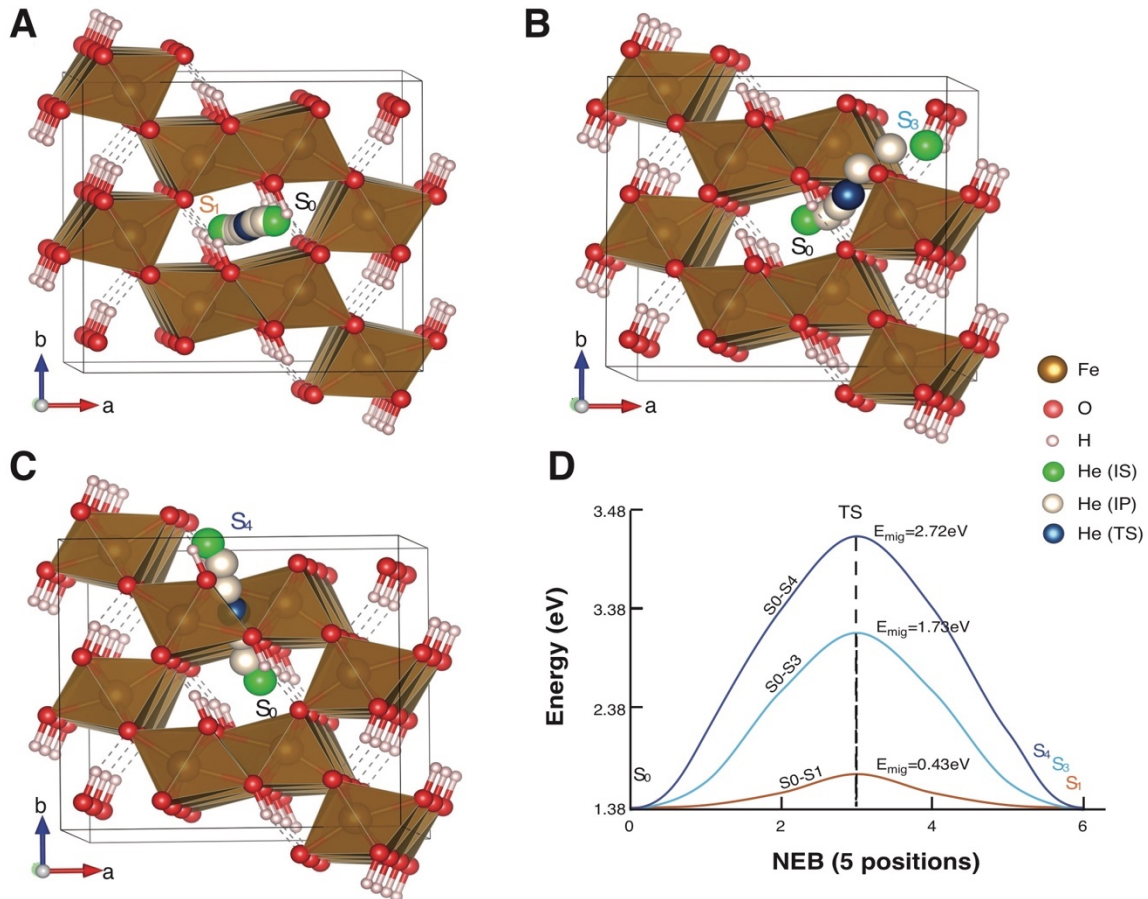 A
S₁
S₀
b
a
B
S₃
S₀
b
a
Fe
O
H
He (IS)
He (IP)
He (TS)
C
S₄
S₀
b
a
D
TS
3.48
3.38
2.38
1.38
Energy (eV)
Eₘᵢg=2.72eV
S0-S4
Eₘᵢg=1.73eV
S0-S3
Eₘᵢg=0.43eV
S0-S1
S₀
S₄
S₃
S₁
0
2
4
6
NEB (5 positions)